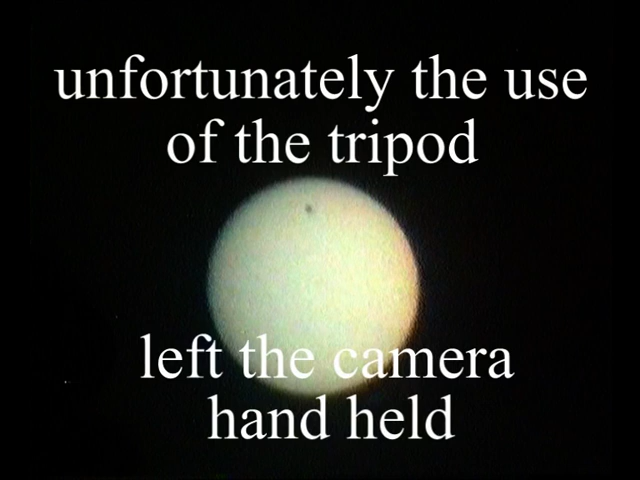 unfortunately the use
of the tripod
left the camera
hand held